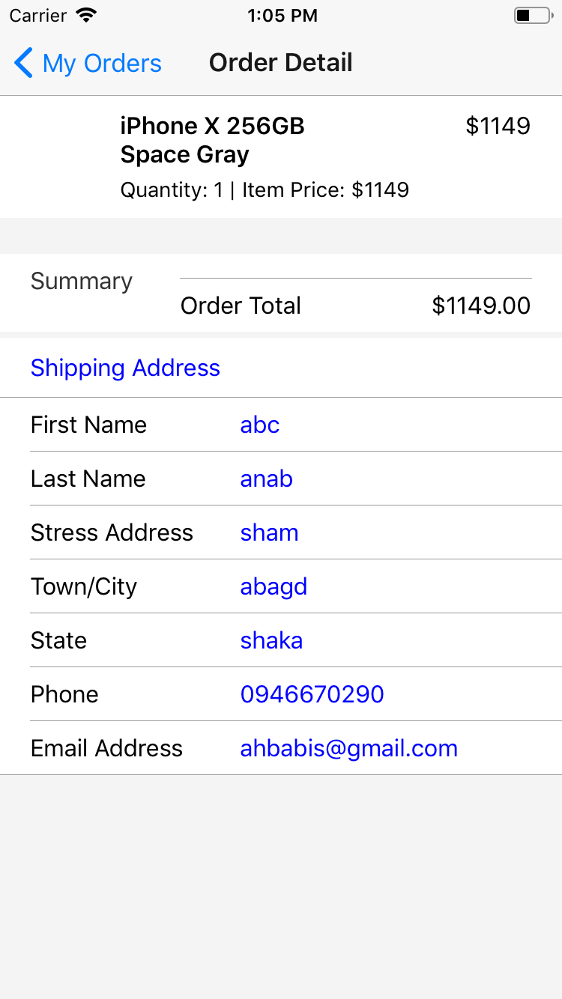 Carrier 1:05 PM
My Orders Order Detail
iPhone X 256GB $1149
Space Gray
Quantity: 1 | Item Price: $1149
Summary
Order Total $1149.00
Shipping Address
First Name abc
Last Name anab
Stress Address sham
Town/City abagd
State shaka
Phone 0946670290
Email Address ahbabis@gmail.com